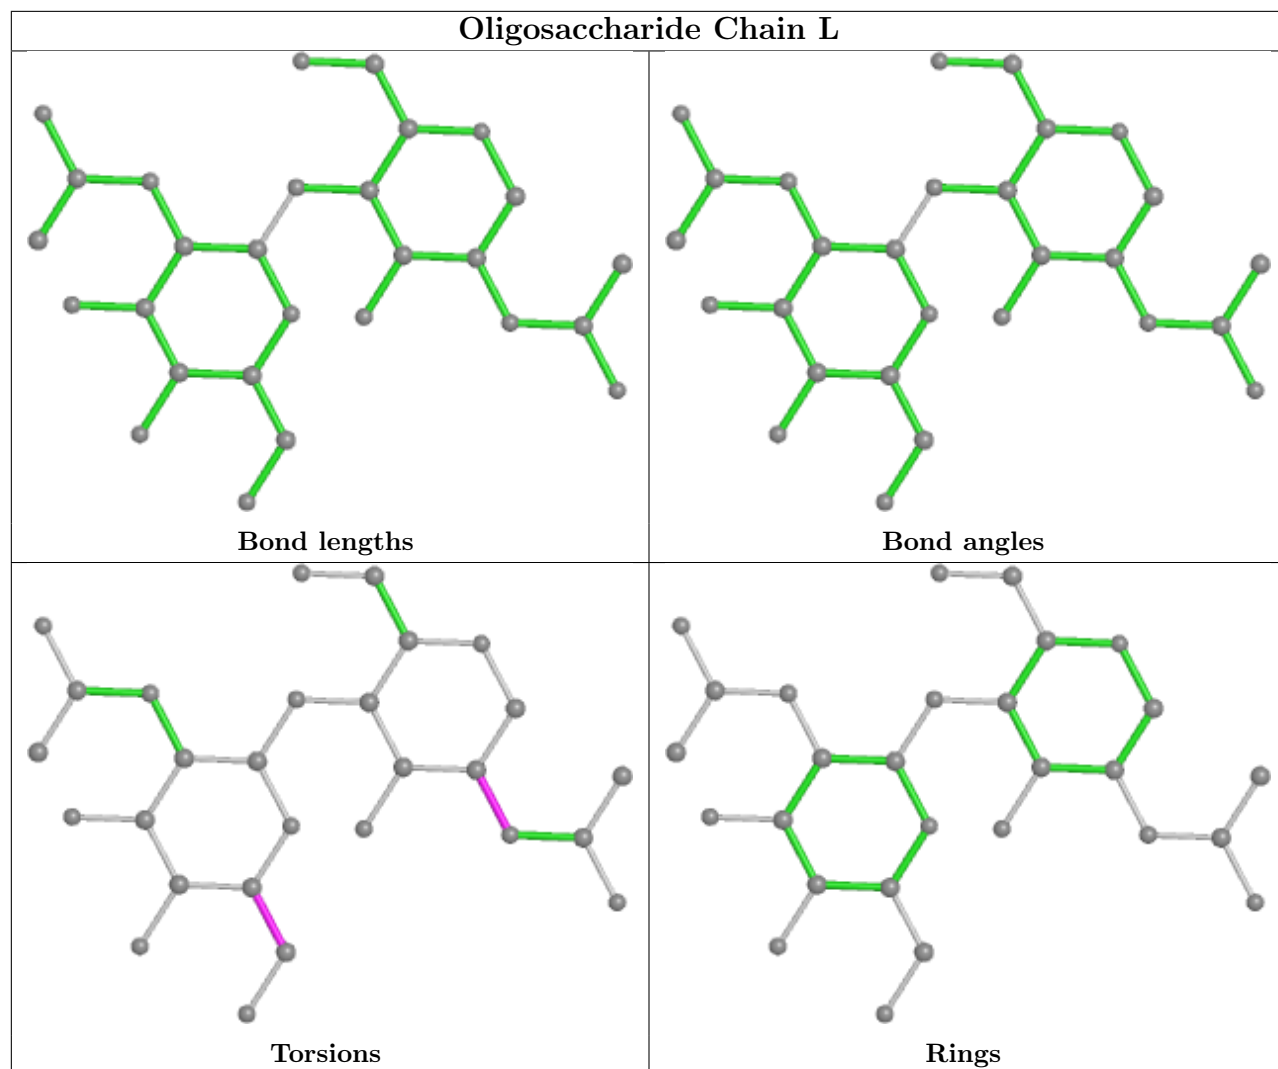 Oligosaccharide Chain L
Bond lengths
Bond angles
Torsions
Rings